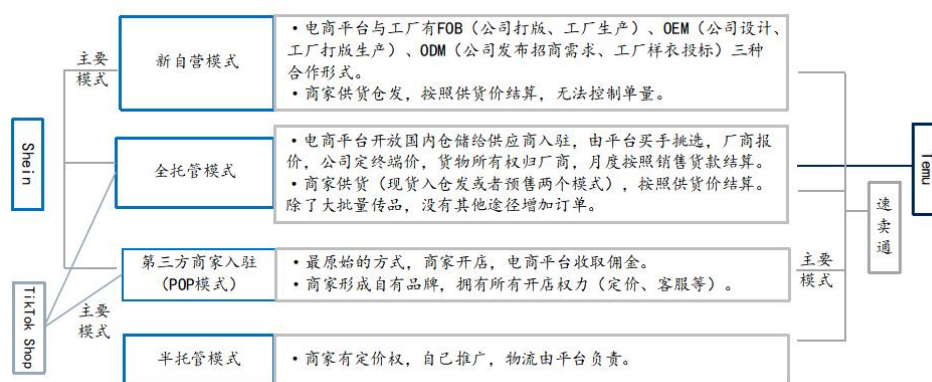 主要
模式
新自营模式
• 电商平台与工厂有FOB（公司打版、工厂生产）、OEM（公司设计、
工厂打版生产）、ODM（公司发布招商需求、工厂样衣投标）三种
合作形式。
• 商家供货仓发，按照供货价结算，无法控制单量。
Shein
全托管模式
• 电商平台开放国内仓储给供应商入驻，由平台买手挑选，厂商报
价，公司定终端价，货物所有权归厂商，月度按照销售货款结算。
• 商家供货（现货入仓发或者预售两个模式），按照供货价结算。
除了大批量传品，没有其他途径增加订单。
Temu
速卖通
第三方商家入驻
（POP模式）
• 最原始的方式，商家开店，电商平台收取佣金。
• 商家形成自有品牌，拥有所有开店权力（定价、客服等）。
主要
模式
TikTok Shop
主要
模式
半托管模式
• 商家有定价权，自己推广，物流由平台负责。